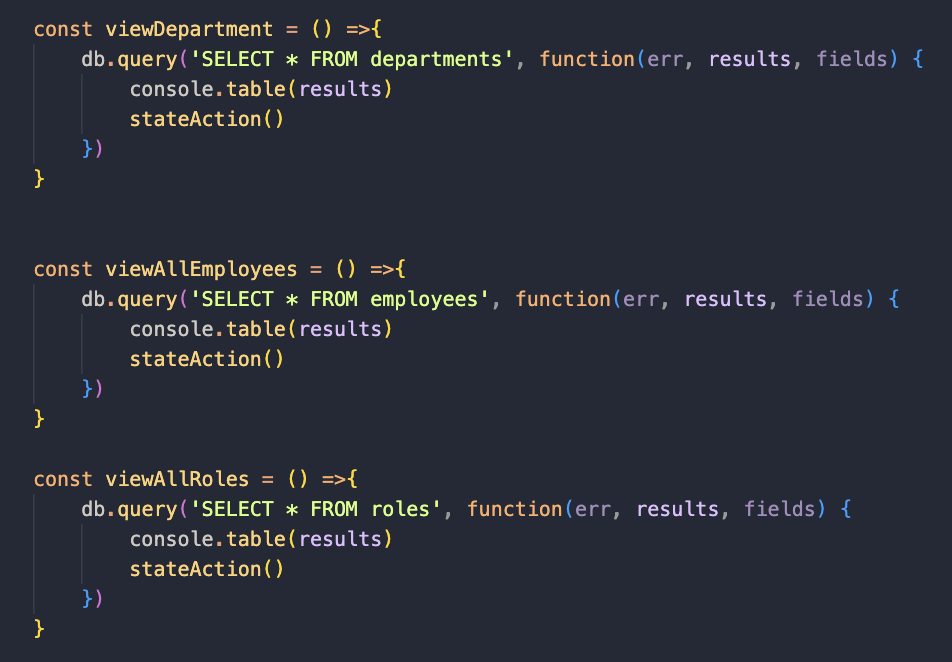 const viewDepartment = () =>{
    db.query('SELECT * FROM departments', function(err, results, fields) {
        console.table(results)
        stateAction()
    })
}
const viewAllEmployees = () =>{
    db.query('SELECT * FROM employees', function(err, results, fields) {
        console.table(results)
        stateAction()
    })
}
const viewAllRoles = () =>{
    db.query('SELECT * FROM roles', function(err, results, fields) {
        console.table(results)
        stateAction()
    })
}